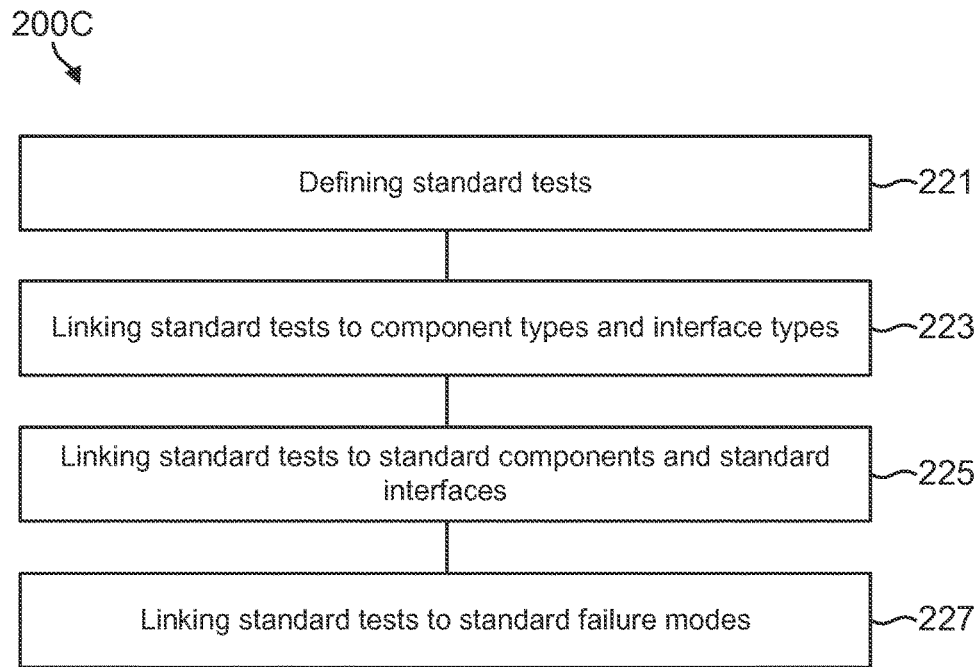 200C
Defining standard tests
221
Linking standard tests to component types and interface types
223
Linking standard tests to standard components and standard
interfaces
225
Linking standard tests to standard failure modes
227